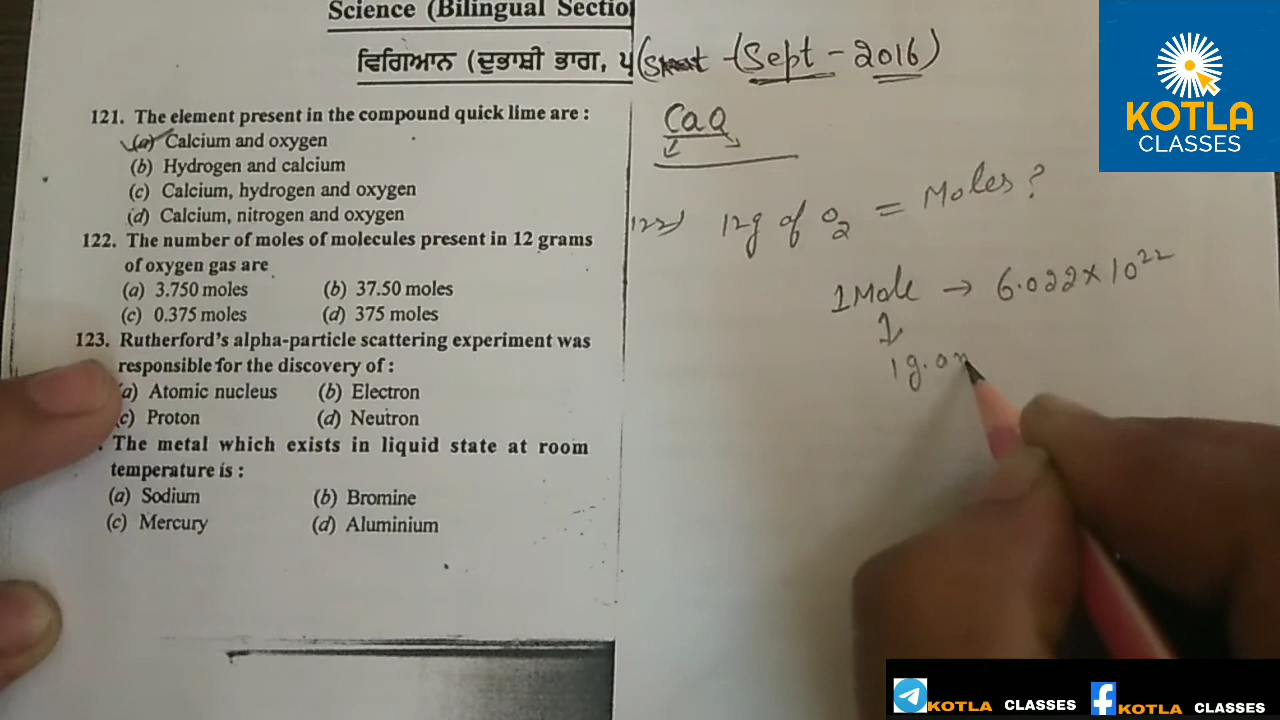 Science (Bilingual Sectio
ਵਿਗਿਆਨ (ਦੁਭਾਸ਼ੀ ਭਾਗ, ਪ
(Sept - 2016)
121. The element present in the compound quick lime are :
(a) Calcium and oxygen
(b) Hydrogen and calcium
(c) Calcium, hydrogen and oxygen
(d) Calcium, nitrogen and oxygen
122. The number of moles of molecules present in 12 grams
of oxygen gas are
(a) 3.750 moles (b) 37.50 moles
(c) 0.375 moles (d) 375 moles
123. Rutherford's alpha-particle scattering experiment was
responsible for the discovery of :
a) Atomic nucleus (b) Electron
c) Proton (d) Neutron
. The metal which exists in liquid state at room
temperature is :
(a) Sodium (b) Bromine
(c) Mercury (d) Aluminium
CaO
122) 12g of O2 = Moles?
1 Mole → 6.022 × 10^22
1 g.
KOTLA
CLASSES
KOTLA CLASSES
KOTLA CLASSES